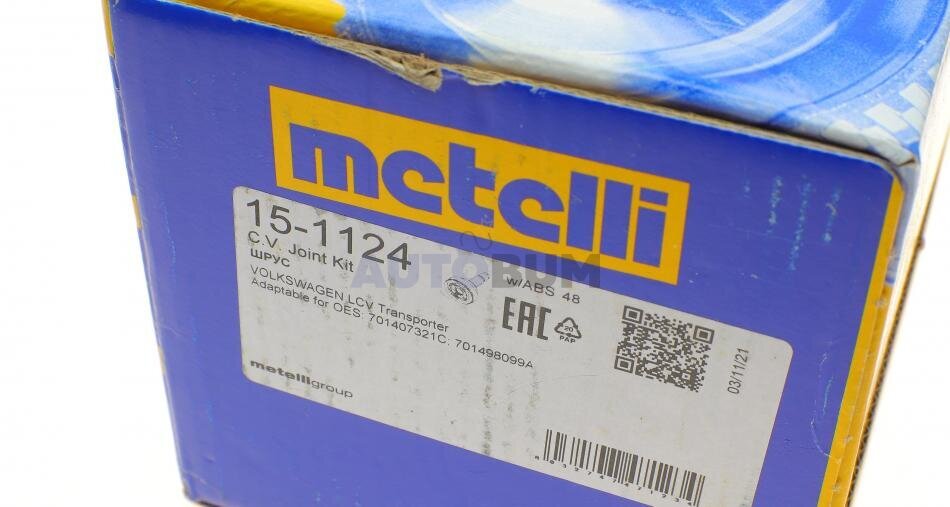 metelli
15-1124
C.V. Joint Kit
ШРУС
w/ABS 48
VOLKSWAGEN LCV Transporter
Adaptable for OES: 701407321C; 701498099A
EAC
20
PAP
03/11/21
metelligroup
AUTOBUM